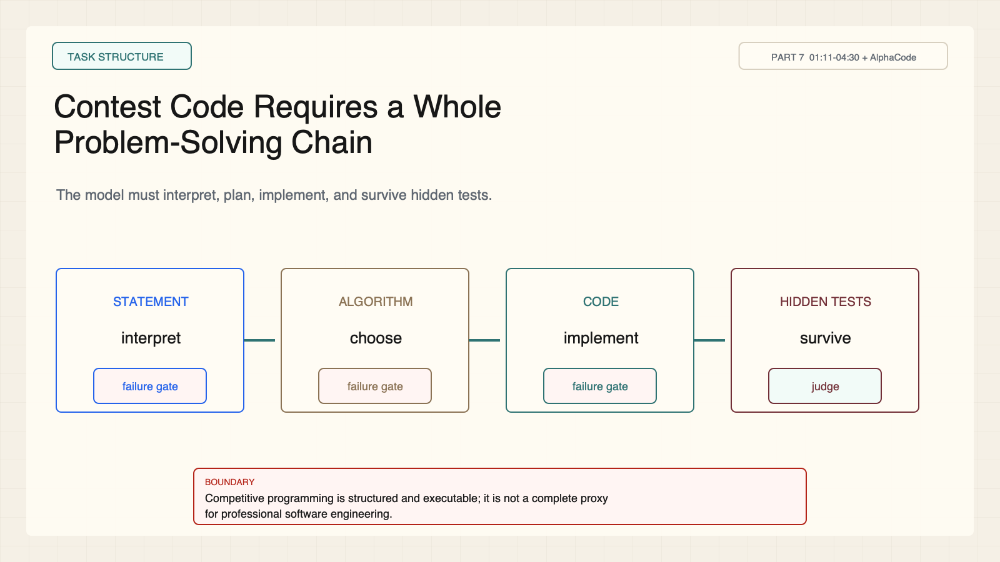 TASK STRUCTURE
PART 7 01:11-04:30 + AlphaCode
Contest Code Requires a Whole
Problem-Solving Chain
The model must interpret, plan, implement, and survive hidden tests.
STATEMENT
interpret
failure gate
ALGORITHM
choose
failure gate
CODE
implement
failure gate
HIDDEN TESTS
survive
judge
BOUNDARY
Competitive programming is structured and executable; it is not a complete proxy
for professional software engineering.